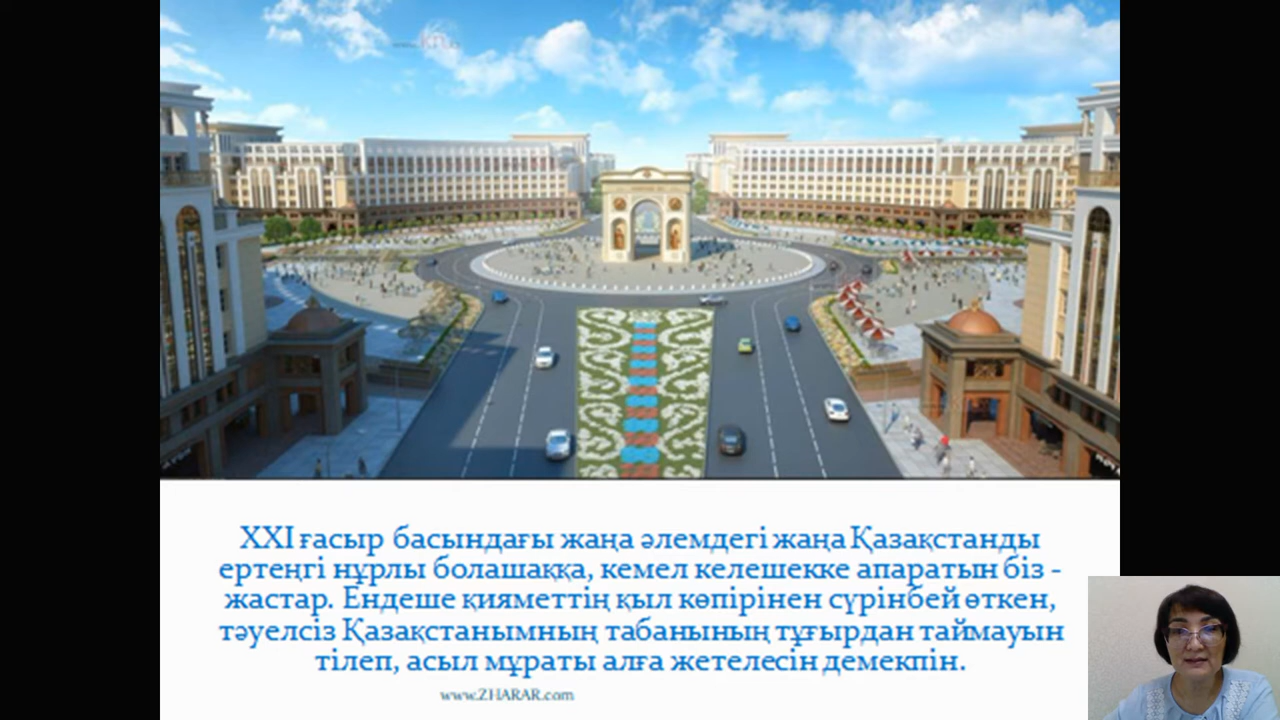 XXI ғасыр басындағы жаңа әлемдегі жаңа Қазақстанды
ертеңгі нұрлы болашаққа, кемел келешекке апаратын біз -
жастар. Ендеше қияметтің қыл көпірінен сүрінбей өткен,
тәуелсіз Қазақстанымның табанының тұғырдан таймауын
тілеп, асыл мұраты алға жетелесін демекпін.
www.ZHARAR.com